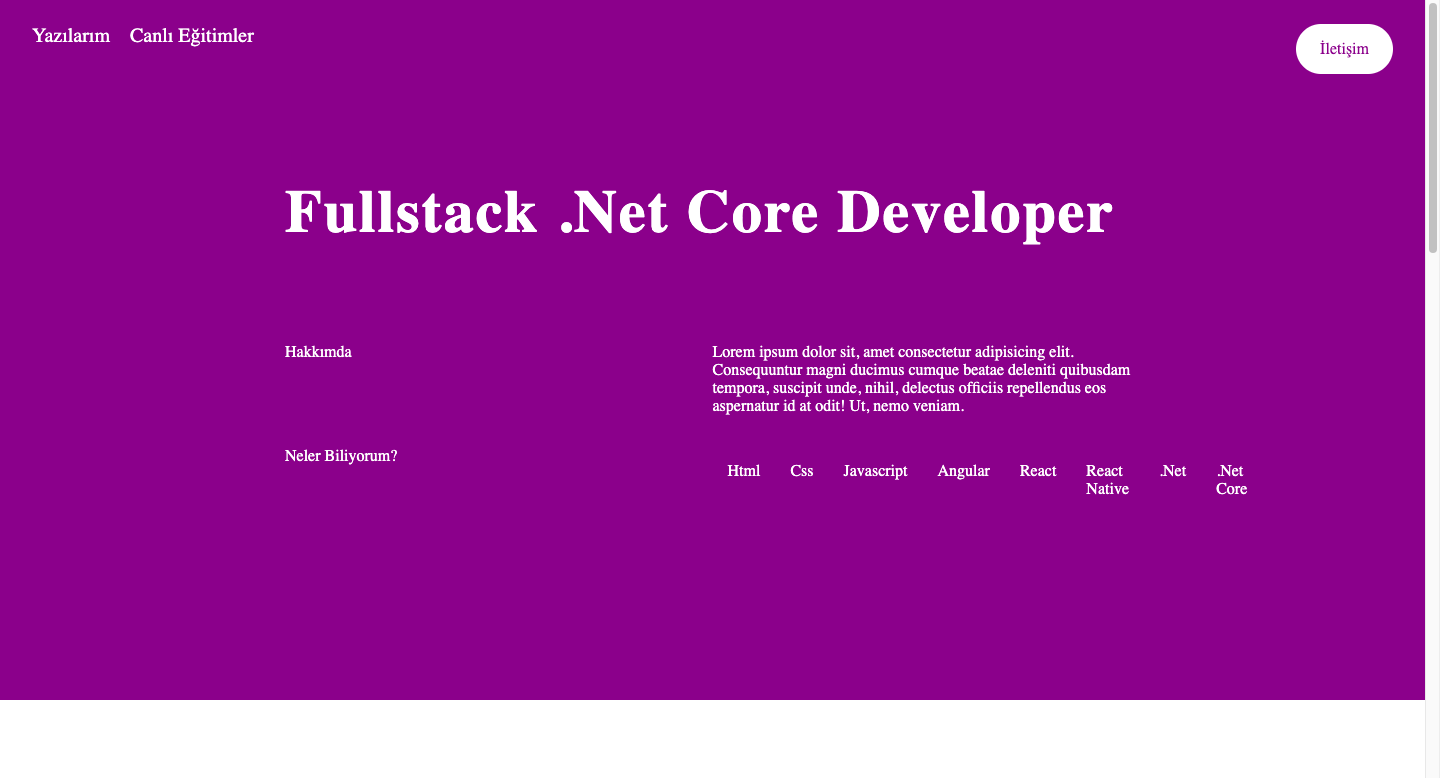 Yazılarım Canlı Eğitimler İletişim
Fullstack .Net Core Developer
Hakkımda
Lorem ipsum dolor sit, amet consectetur adipisicing elit.
Consequuntur magni ducimus cumque beatae deleniti quibusdam
tempora, suscipit unde, nihil, delectus officiis repellendus eos
aspernatur id at odit! Ut, nemo veniam.
Neler Biliyorum?
Html Css Javascript Angular React React Native .Net .Net Core